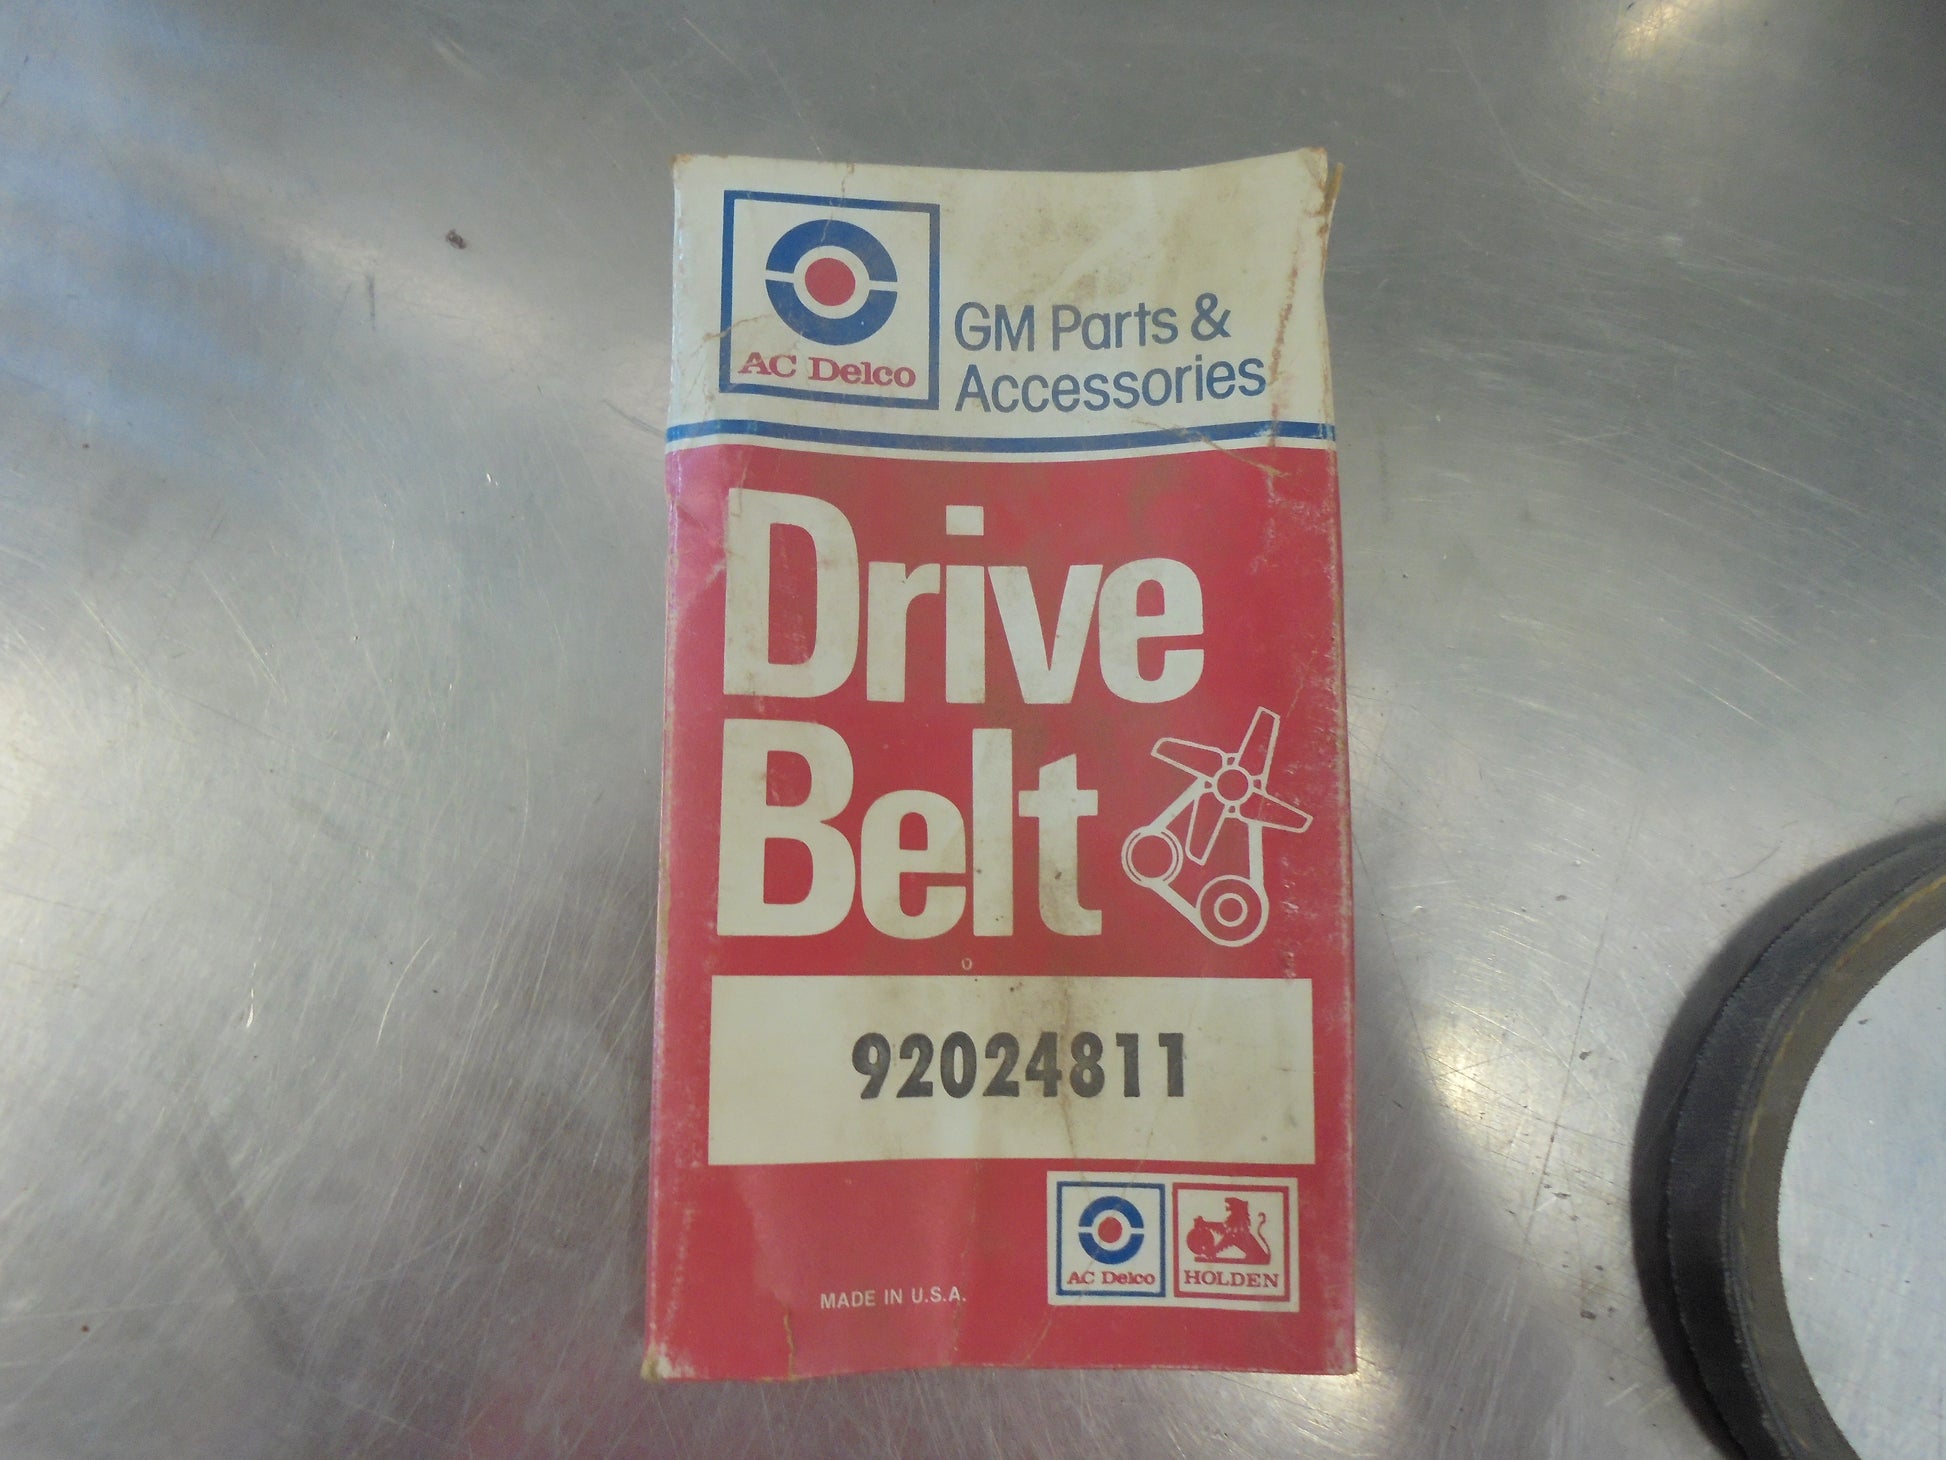 AC Delco
GM Parts &
Accessories
Drive
Belt
92024811
AC Delco
HOLDEN
MADE IN U.S.A.